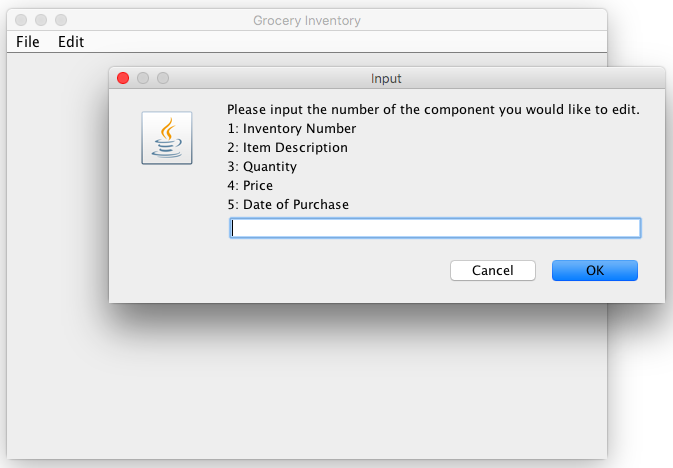 Grocery Inventory
File Edit
Input
Please input the number of the component you would like to edit.
1: Inventory Number
2: Item Description
3: Quantity
4: Price
5: Date of Purchase
Cancel OK